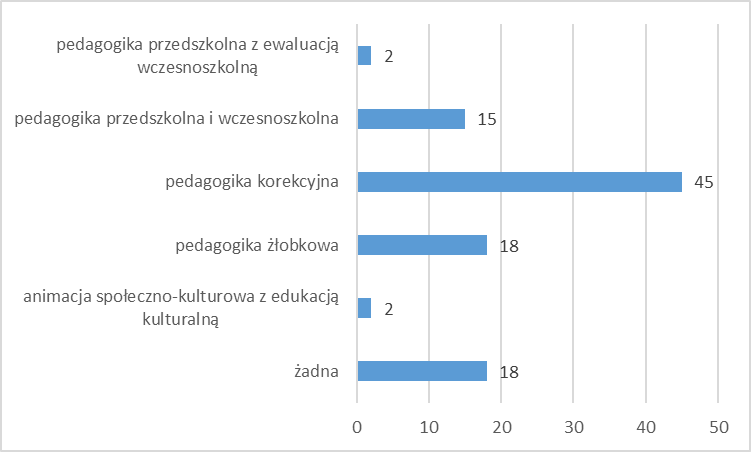 pedagogika przedszkolna z ewaluacją
wczesnoszkolną
2
pedagogika przedszkolna i wczesnoszkolna
15
pedagogika korekcyjna
45
pedagogika żłobkowa
18
animacja społeczno-kulturowa z edukacją
kulturalną
2
żadna
18
0 10 20 30 40 50